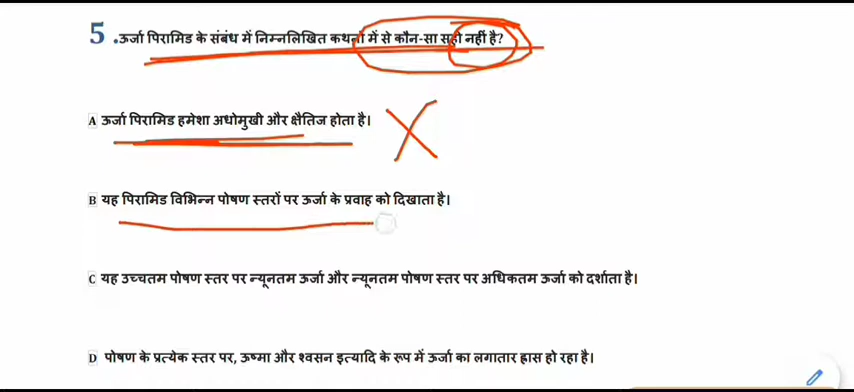 5 .ऊर्जा पिरामिड के संबंध में निम्नलिखित कथनों में से कौन-सा सही नहीं है?
A ऊर्जा पिरामिड हमेशा अधोमुखी और क्षैतिज होता है।
B यह पिरामिड विभिन्न पोषण स्तरों पर ऊर्जा के प्रवाह को दिखाता है।
C यह उच्चतम पोषण स्तर पर न्यूनतम ऊर्जा और न्यूनतम पोषण स्तर पर अधिकतम ऊर्जा को दर्शाता है।
D पोषण के प्रत्येक स्तर पर, ऊष्मा और श्वसन इत्यादि के रूप में ऊर्जा का लगातार ह्रास हो रहा है।